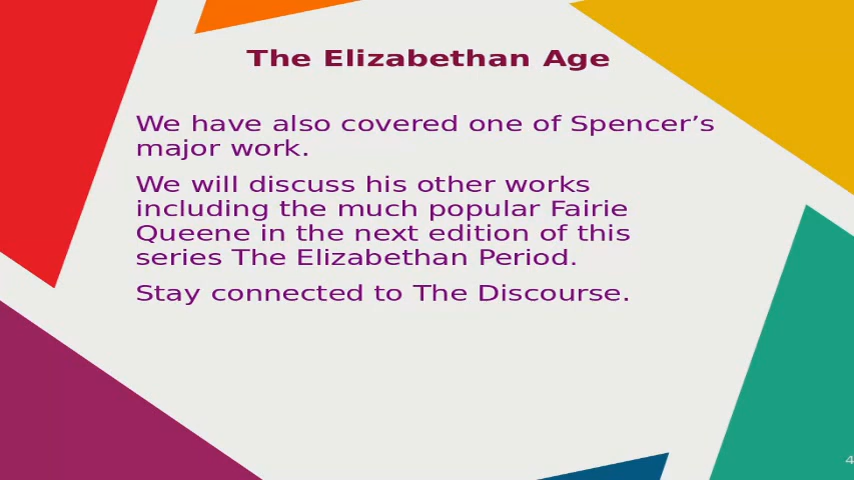 The Elizabethan Age
We have also covered one of Spencer’s
major work.
We will discuss his other works
including the much popular Fairie
Queene in the next edition of this
series The Elizabethan Period.
Stay connected to The Discourse.
4